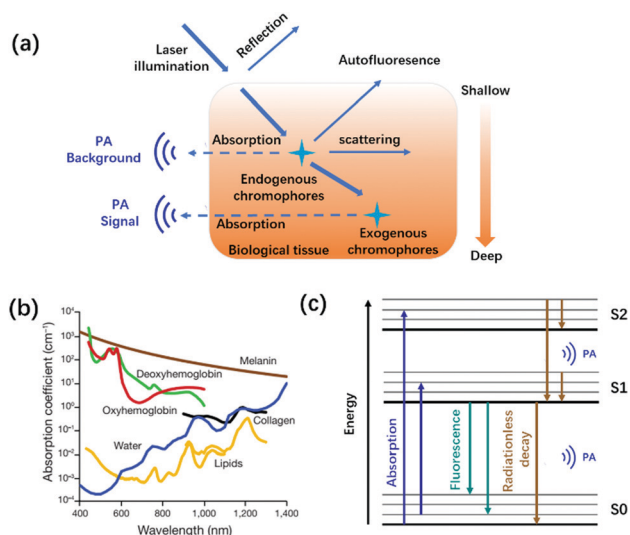 (a)
Laser
illumination
Reflection
Autofluoresence
Shallow
PA
Background
Absorption
scattering
Endogenous
chromophores
PA
Signal
Absorption
Exogenous
chromophores
Biological tissue
Deep
(b)
Absorption coefficient (cm⁻¹)
10⁴
10³
10²
10¹
10⁰
10⁻¹
10⁻²
10⁻³
10⁻⁴
Melanin
Deoxyhemoglobin
Oxyhemoglobin
Collagen
Water
Lipids
400
600
800
1,000
1,200
1,400
Wavelength (nm)
(c)
Energy
Absorption
Fluorescence
Radiationless
decay
S2
PA
S1
PA
S0